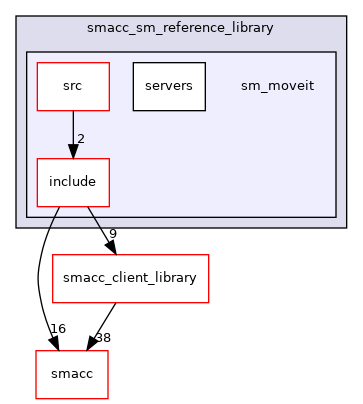 smacc_sm_reference_library
src
servers
sm_moveit
2
include
9
smacc_client_library
16
38
smacc